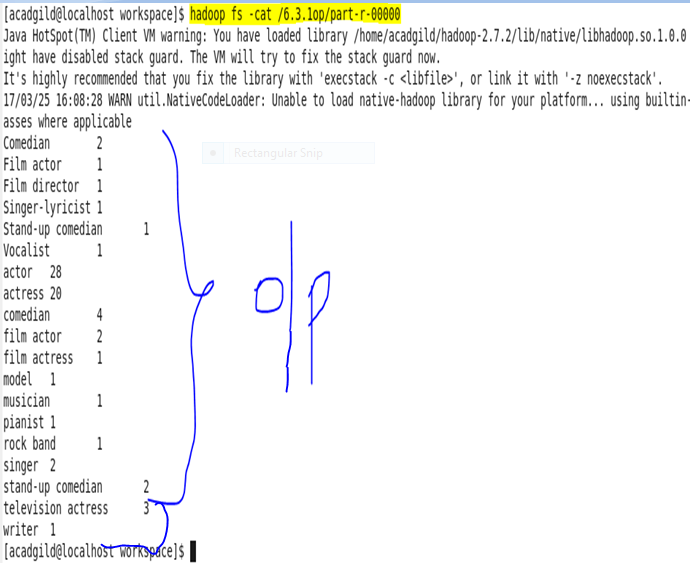 [acadgild@localhost workspace]$ hadoop fs -cat /6.3.1op/part-r-00000
Java HotSpot(TM) Client VM warning: You have loaded library /home/acadgild/hadoop-2.7.2/lib/native/libhadoop.so.1.0.0
ight have disabled stack guard. The VM will try to fix the stack guard now.
It's highly recommended that you fix the library with 'execstack -c <libfile>', or link it with '-z noexecstack'.
17/03/25 16:08:28 WARN util.NativeCodeLoader: Unable to load native-hadoop library for your platform... using builtin-
asses where applicable
Rectangular Snip
Comedian 2
Film actor 1
Film director 1
Singer-lyricist 1
Stand-up comedian 1
Vocalist 1
actor 28
actress 20
comedian 4
film actor 2
film actress 1
model 1
musician 1
pianist 1
rock band 1
singer 2
stand-up comedian 2
television actress 3
writer 1
[acadgild@localhost workspace]$
o|p